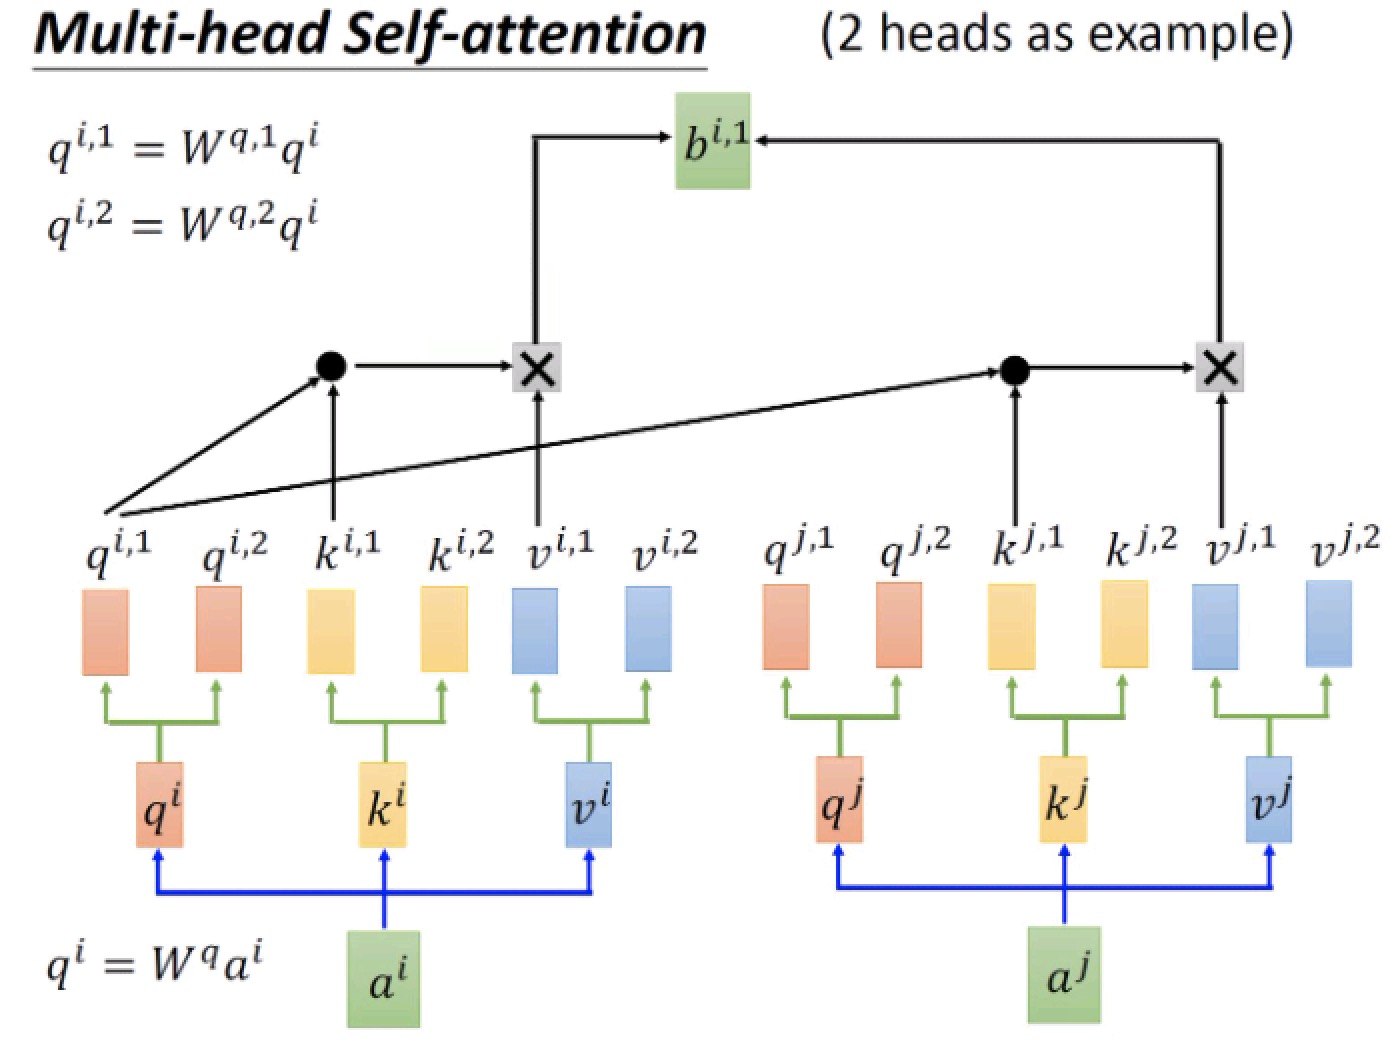 Multi-head Self-attention (2 heads as example)
q^{i,1} = W^{q,1}q^i
q^{i,2} = W^{q,2}q^i
b^{i,1}
q^{i,1} q^{i,2} k^{i,1} k^{i,2} v^{i,1} v^{i,2} q^{j,1} q^{j,2} k^{j,1} k^{j,2} v^{j,1} v^{j,2}
q^i k^i v^i q^j k^j v^j
q^i = W^q a^i
a^i a^j